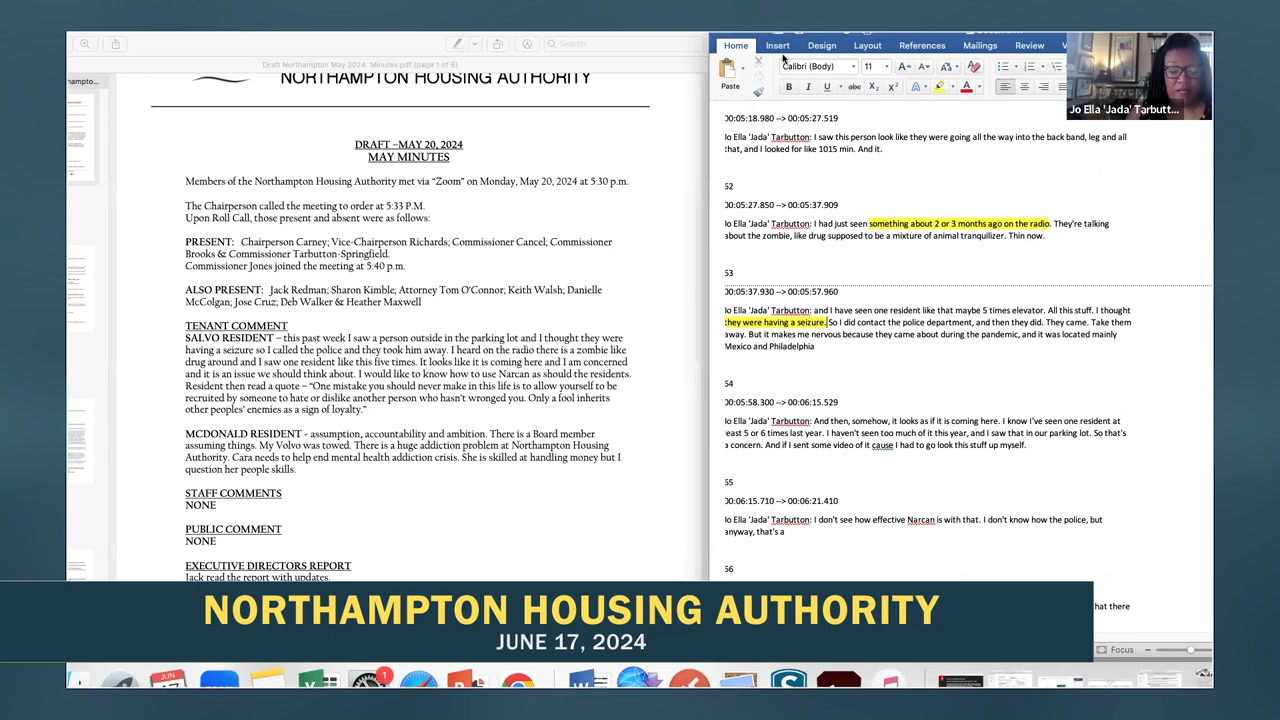 Search
Draft Northampton May 2024 Minutes.pdf (page 1 of 5)
NORTHAMPTON HOUSING AUTHORITY
DRAFT –MAY 20, 2024
MAY MINUTES
Members of the Northampton Housing Authority met via “Zoom” on Monday, May 20, 2024 at 5:30 p.m.
The Chairperson called the meeting to order at 5:33 P.M.
Upon Roll Call, those present and absent were as follows:
PRESENT: Chairperson Carney; Vice-Chairperson Richards; Commissioner Cancel; Commissioner
Brooks & Commissioner Tarbutton-Springfield.
Commissioner Jones joined the meeting at 5:40 p.m.
ALSO PRESENT: Jack Redman; Sharon Kimble; Attorney Tom O’Connor; Keith Walsh; Danielle
McColgan; Jose Cruz; Deb Walker & Heather Maxwell
TENANT COMMENT
SALVO RESIDENT – this past week I saw a person outside in the parking lot and I thought they were
having a seizure so I called the police and they took him away. I heard on the radio there is a zombie like
drug around and I saw one resident like this five times. It looks like it is coming here and I am concerned
and it is an issue we should think about. I would like to know how to use Narcan as should the residents.
Resident then read a quote – “One mistake you should never make in this life is to allow yourself to be
recruited by someone to hate or dislike another person who hasn’t wronged you. Only a fool inherits
other peoples’ enemies as a sign of loyalty.”
MCDONALD RESIDENT - assumption, accountability and ambition. There is a Board member
assuming things. My Volvo was towed. There is a huge addiction problem at Northampton Housing
Authority. Cara needs to help end mental health addiction crisis. She is skilled at handling money but I
question her people skills.
STAFF COMMENTS
NONE
PUBLIC COMMENT
NONE
EXECUTIVE DIRECTORS REPORT
Jack read the report with updates.
Home Insert Design Layout References Mailings Review
Paste
Calibri (Body) 11
B I U X₂ X² A A
Jo Ella 'Jada' Tarbutt...
00:05:18.980 --> 00:05:27.519
Jo Ella 'Jada' Tarbutton: I saw this person look like they were going all the way into the back band, leg and all
that, and I looked for like 1015 min. And it.
52
00:05:27.850 --> 00:05:37.909
Jo Ella 'Jada' Tarbutton: I had just seen something about 2 or 3 months ago on the radio. They're talking
about the zombie, like drug supposed to be a mixture of animal tranquilizer. Thin now.
53
00:05:37.930 --> 00:05:57.960
Jo Ella 'Jada' Tarbutton: and I have seen one resident like that maybe 5 times elevator. All this stuff. I thought
they were having a seizure. So I did contact the police department, and then they did. They came. Take them
away. But it makes me nervous because they came about during the pandemic, and it was located mainly
Mexico and Philadelphia
54
00:05:58.300 --> 00:06:15.529
Jo Ella 'Jada' Tarbutton: And then, somehow, it looks as if it is coming here. I know I've seen one resident at
least 5 or 6 times last year. I haven't seen too much of it this year, and I saw that in our parking lot. So that's
a concern. And if I sent some video of it cause I had to go look this stuff up myself.
55
00:06:15.710 --> 00:06:21.410
Jo Ella 'Jada' Tarbutton: I don't see how effective Narcan is with that. I don't know how the police, but
anyway, that's a
56
hat there
Focus
NORTHAMPTON HOUSING AUTHORITY
JUNE 17, 2024
JUN
1